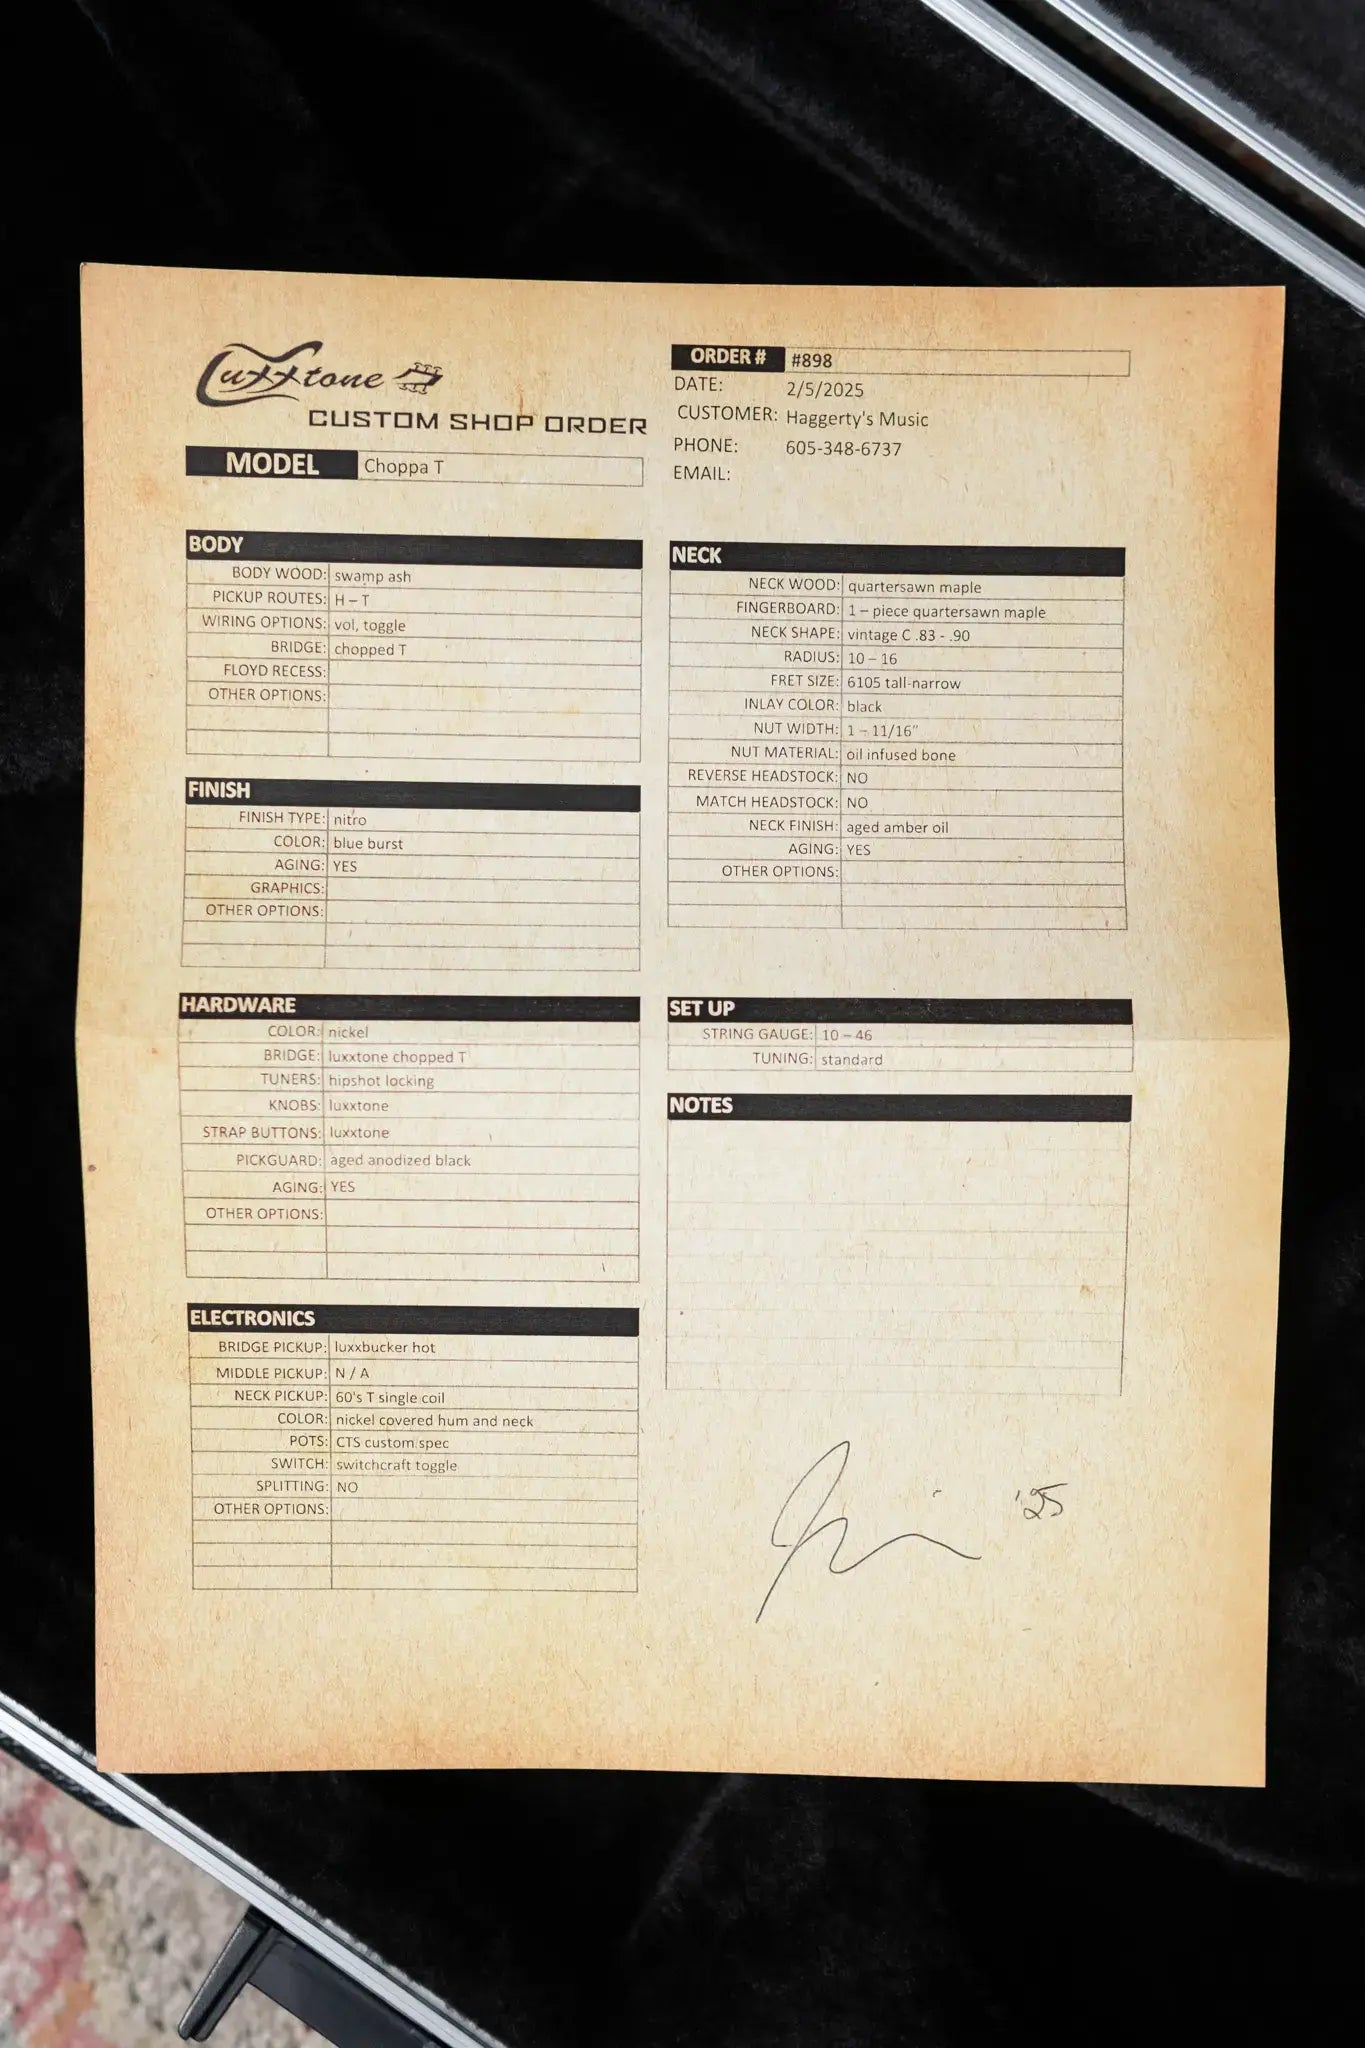 Luxxtone
CUSTOM SHOP ORDER
MODEL Choppa T
ORDER # #898
DATE: 2/5/2025
CUSTOMER: Haggerty's Music
PHONE: 605-348-6737
EMAIL:
BODY
BODY WOOD: swamp ash
PICKUP ROUTES: H – T
WIRING OPTIONS: vol, toggle
BRIDGE: chopped T
FLOYD RECESS:
OTHER OPTIONS:
FINISH
FINISH TYPE: nitro
COLOR: blue burst
AGING: YES
GRAPHICS:
OTHER OPTIONS:
HARDWARE
COLOR: nickel
BRIDGE: luxxtone chopped T
TUNERS: hipshot locking
KNOBS: luxxtone
STRAP BUTTONS: luxxtone
PICKGUARD: aged anodized black
AGING: YES
OTHER OPTIONS:
ELECTRONICS
BRIDGE PICKUP: luxxbucker hot
MIDDLE PICKUP: N / A
NECK PICKUP: 60's T single coil
COLOR: nickel covered hum and neck
POTS: CTS custom spec
SWITCH: switchcraft toggle
SPLITTING: NO
OTHER OPTIONS:
NECK
NECK WOOD: quartersawn maple
FINGERBOARD: 1 – piece quartersawn maple
NECK SHAPE: vintage C .83 - .90
RADIUS: 10 – 16
FRET SIZE: 6105 tall-narrow
INLAY COLOR: black
NUT WIDTH: 1 – 11/16"
NUT MATERIAL: oil infused bone
REVERSE HEADSTOCK: NO
MATCH HEADSTOCK: NO
NECK FINISH: aged amber oil
AGING: YES
OTHER OPTIONS:
SET UP
STRING GAUGE: 10 – 46
TUNING: standard
NOTES
'25